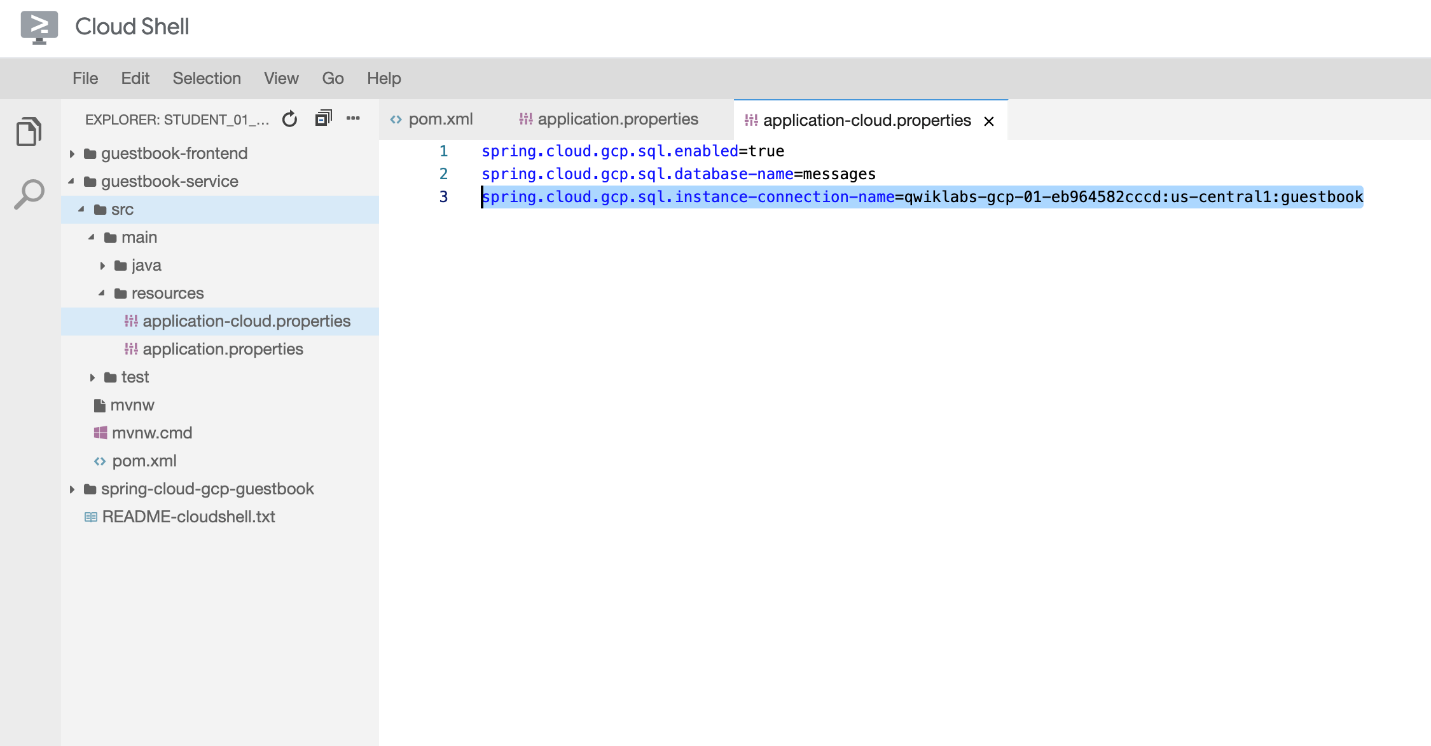 Cloud Shell
File Edit Selection View Go Help
EXPLORER: STUDENT_01_...
guestbook-frontend
guestbook-service
src
main
java
resources
application-cloud.properties
application.properties
test
mvnw
mvnw.cmd
pom.xml
spring-cloud-gcp-guestbook
README-cloudshell.txt
pom.xml application.properties application-cloud.properties
1 spring.cloud.gcp.sql.enabled=true
2 spring.cloud.gcp.sql.database-name=messages
3 spring.cloud.gcp.sql.instance-connection-name=qwiklabs-gcp-01-eb964582cccd:us-central1:guestbook